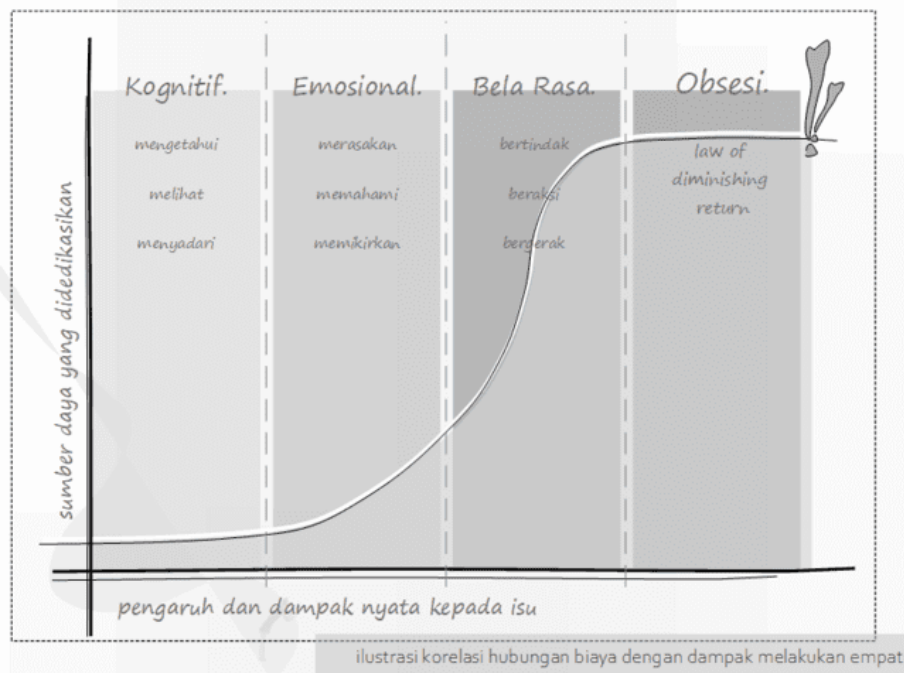 Kognitif.
mengetahui
melihat
menyadari
Emosional.
merasakan
memahami
memikirkan
Bela Rasa.
bertindak
beraksi
bergerak
Obsesi.
law of
diminishing
return
sumber daya yang didedikasikan
pengaruh dan dampak nyata kepada isu
ilustrasi korelasi hubungan biaya dengan dampak melakukan empat